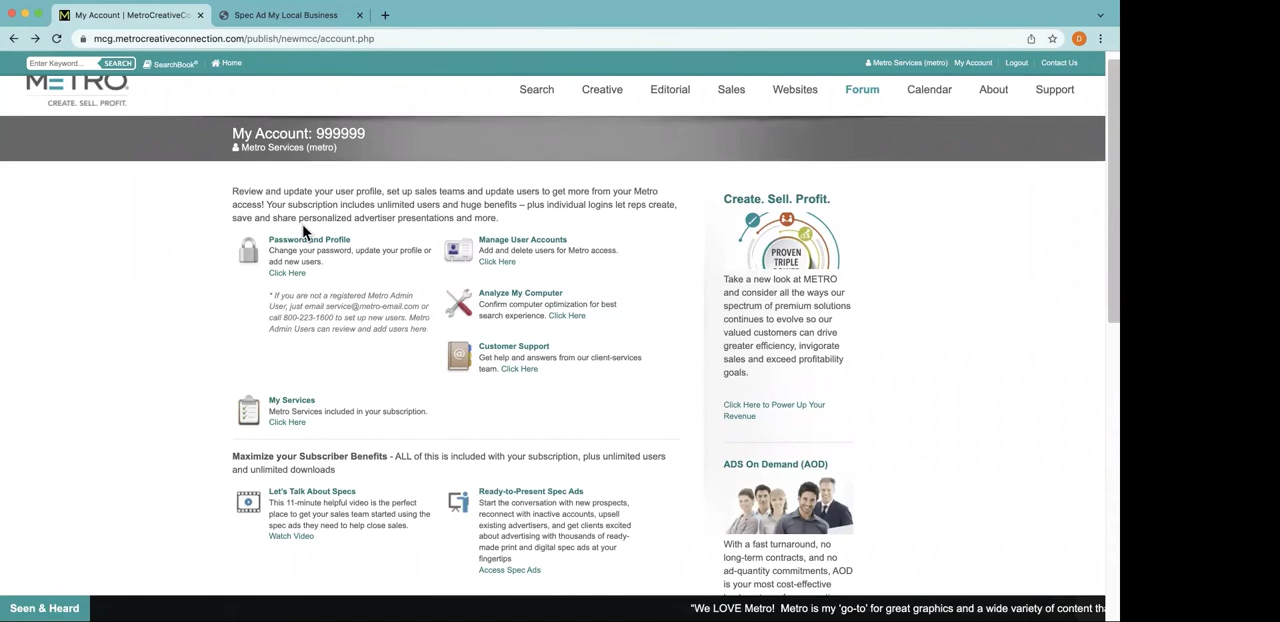 My Account | MetroCreativeCo
Spec Ad My Local Business
mcg.metrocreativeconnection.com/publish/newmcc/account.php
D
Enter Keyword...
SEARCH
SearchBook®
Home
Metro Services (metro)
My Account
Logout
Contact Us
METRO
CREATE. SELL. PROFIT.
Search
Creative
Editorial
Sales
Websites
Forum
Calendar
About
Support
My Account: 999999
Metro Services (metro)
Review and update your user profile, set up sales teams and update users to get more from your Metro
access! Your subscription includes unlimited users and huge benefits – plus individual logins let reps create,
save and share personalized advertiser presentations and more.
Password and Profile
Change your password, update your profile or
add new users.
Click Here
* If you are not a registered Metro Admin
User, just email service@metro-email.com or
call 800-223-1600 to set up new users. Metro
Admin Users can review and add users here.
Manage User Accounts
Add and delete users for Metro access.
Click Here
Analyze My Computer
Confirm computer optimization for best
search experience. Click Here
Customer Support
Get help and answers from our client-services
team. Click Here
My Services
Metro Services included in your subscription.
Click Here
Maximize your Subscriber Benefits - ALL of this is included with your subscription, plus unlimited users
and unlimited downloads
Let's Talk About Specs
This 11-minute helpful video is the perfect
place to get your sales team started using the
spec ads they need to help close sales.
Watch Video
Ready-to-Present Spec Ads
Start the conversation with new prospects,
reconnect with inactive accounts, upsell
existing advertisers, and get clients excited
about advertising with thousands of ready-
made print and digital spec ads at your
fingertips
Access Spec Ads
Create. Sell. Profit.
PROVEN
TRIPLE
Take a new look at METRO
and consider all the ways our
spectrum of premium solutions
continues to evolve so our
valued customers can drive
greater efficiency, invigorate
sales and exceed profitability
goals.
Click Here to Power Up Your
Revenue
ADS On Demand (AOD)
With a fast turnaround, no
long-term contracts, and no
ad-quantity commitments, AOD
is your most cost-effective
Seen & Heard
"We LOVE Metro! Metro is my 'go-to' for great graphics and a wide variety of content tha